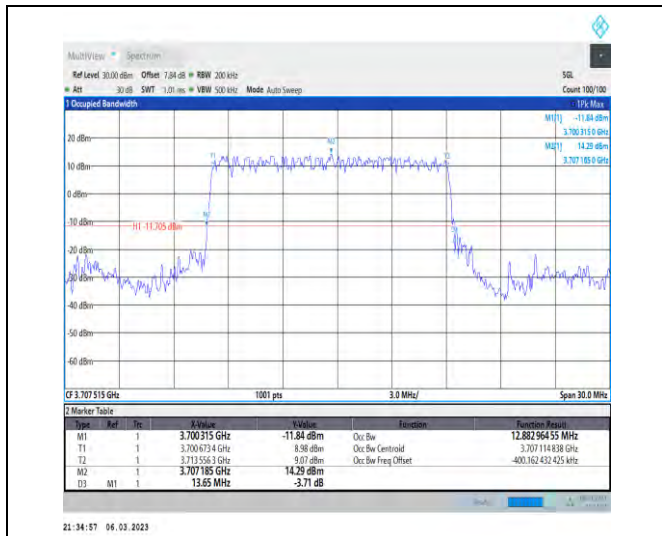 MultiView Spectrum
Ref Level 30.00 dBm Offset 7.84 dB RBW 200 kHz SGL
Att 30 dB SWT 1.01 ms VBW 500 kHz Mode Auto Sweep Count 100/100
1 Occupied Bandwidth 1Pk Max
M1[1] -11.84 dBm
3.700 315 0 GHz
M2[1] 14.29 dBm
3.707 185 0 GHz
20 dBm
10 dBm
0 dBm
-10 dBm
H1 -11.705 dBm
-20 dBm
-30 dBm
-40 dBm
-50 dBm
-60 dBm
T1
M2
T2
M1
CF 3.707 515 GHz 1001 pts 3.0 MHz/ Span 30.0 MHz
2 Marker Table
Type Ref Trc X-Value Y-Value Function Function Result
M1 1 3.700315 GHz -11.84 dBm Occ Bw 12.882 964 55 MHz
T1 1 3.700 673 4 GHz 8.98 dBm Occ Bw Centroid 3.707 114 838 GHz
T2 1 3.713 556 3 GHz 9.07 dBm Occ Bw Freq Offset -400.162 432 425 kHz
M2 1 3.707185 GHz 14.29 dBm
D3 M1 1 13.65 MHz -3.71 dB
21:34:57 06.03.2023